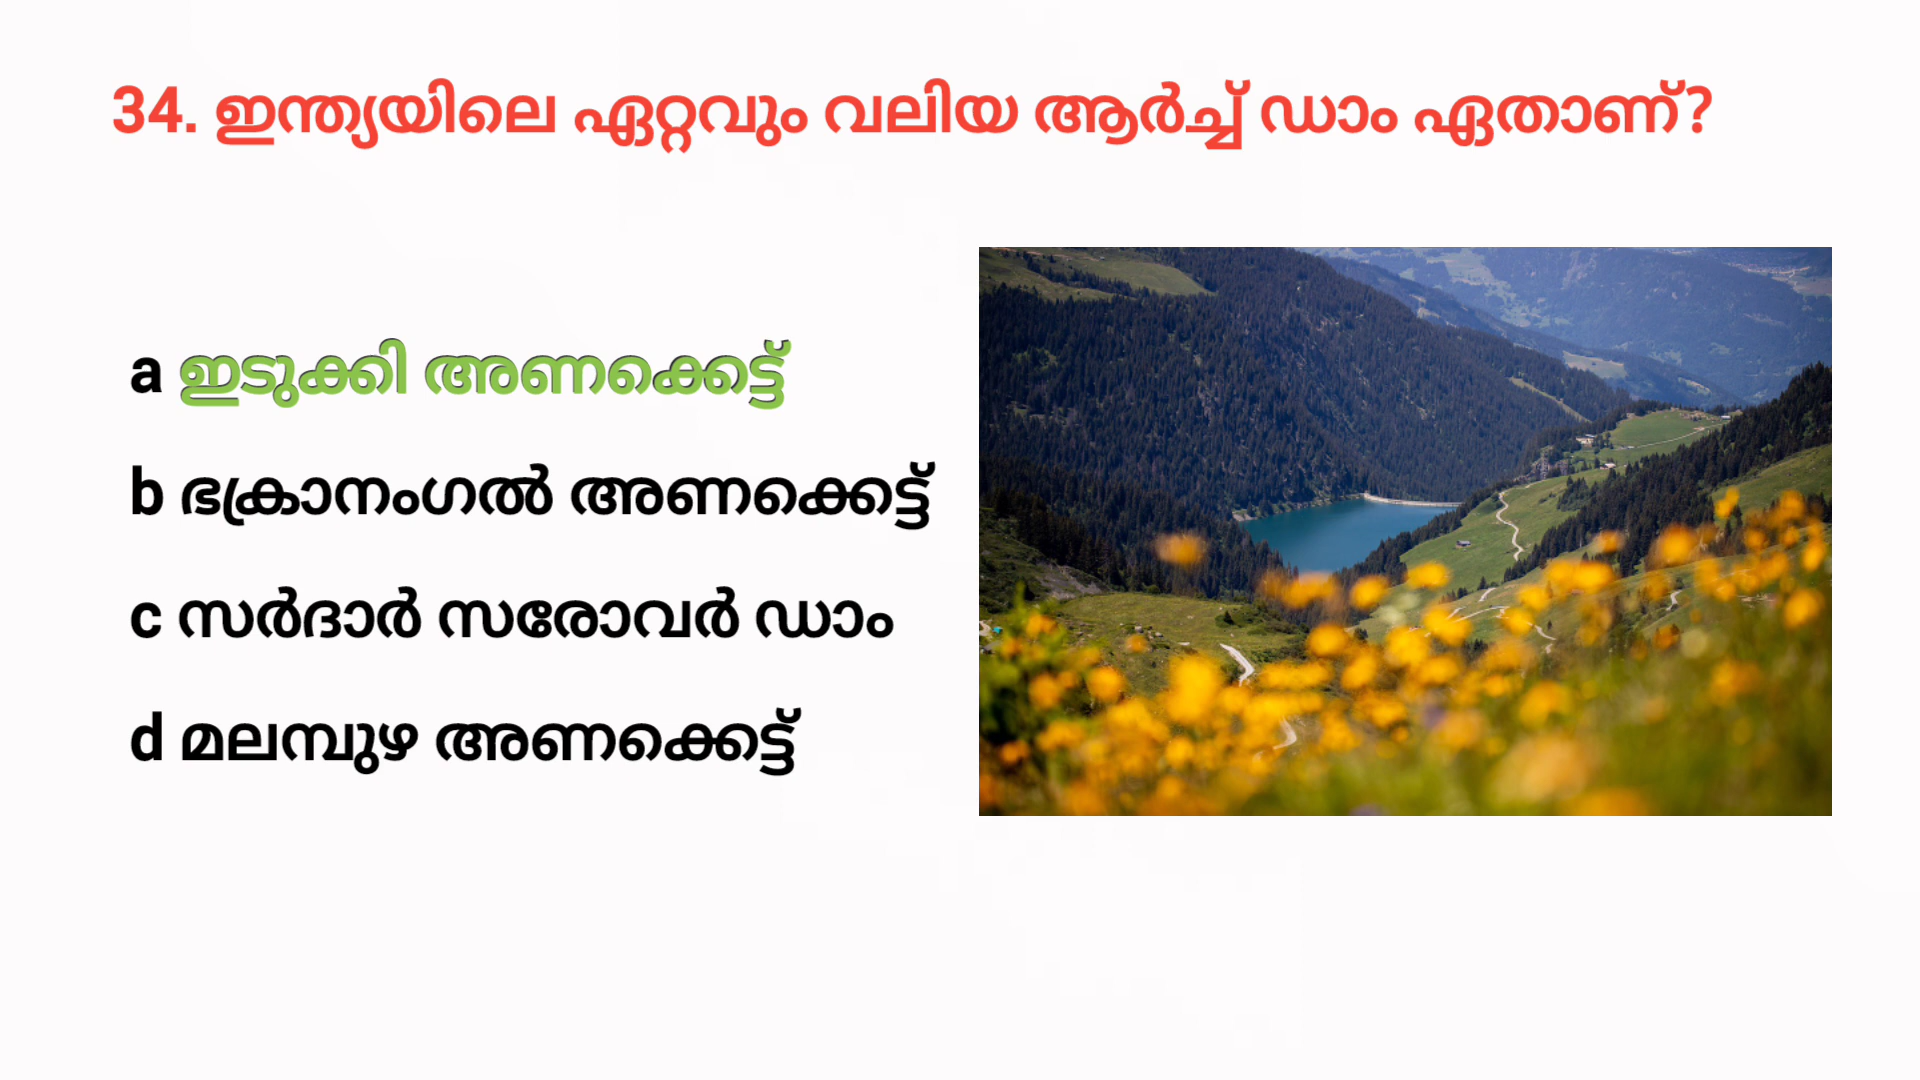 34. ഇന്ത്യയിലെ ഏറ്റവും വലിയ ആർച്ച് ഡാം ഏതാണ്?
a ഇടുക്കി അണക്കെട്ട്
b ഭക്രാനംഗൽ അണക്കെട്ട്
c സർദാർ സരോവർ ഡാം
d മലമ്പുഴ അണക്കെട്ട്